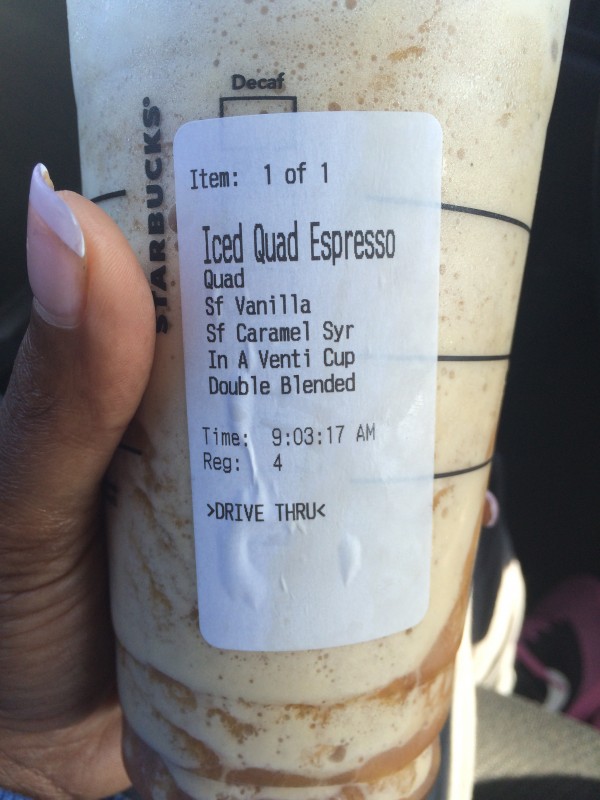 Decaf
STARBUCKS®
Item: 1 of 1
Iced Quad Espresso
Quad
Sf Vanilla
Sf Caramel Syr
In A Venti Cup
Double Blended
Time: 9:03:17 AM
Reg: 4
>DRIVE THRU<